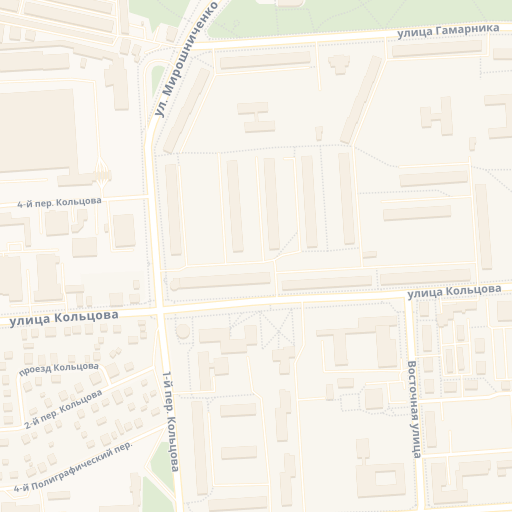 улица Гамарника
ул. Мирошниченко
4-й пер. Кольцова
улица Кольцова
улица Кольцова
проезд Кольцова
2-й пер. Кольцова
1-й пер. Кольцова
Восточная улица
4-й Полиграфический пер.